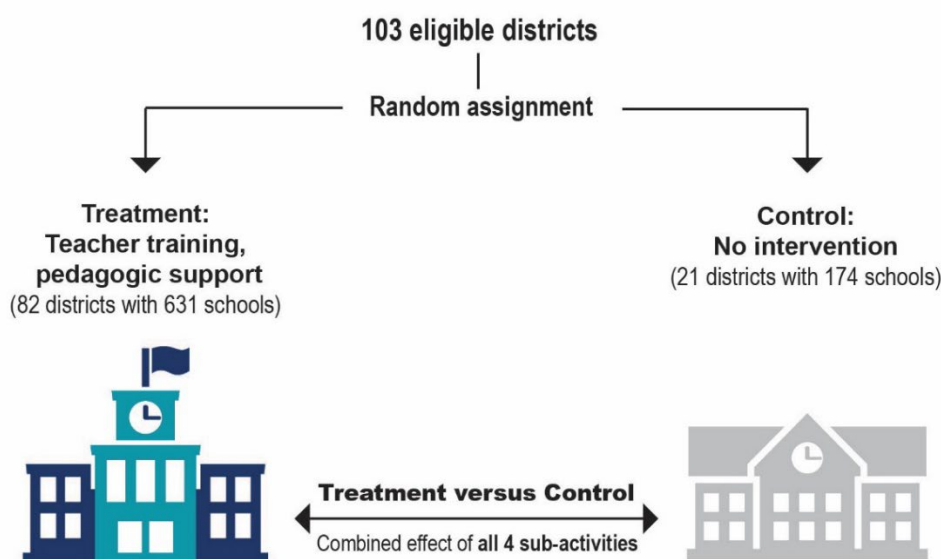 103 eligible districts
Random assignment
Treatment:
Teacher training,
pedagogic support
(82 districts with 631 schools)
Control:
No intervention
(21 districts with 174 schools)
Treatment versus Control
Combined effect of all 4 sub-activities